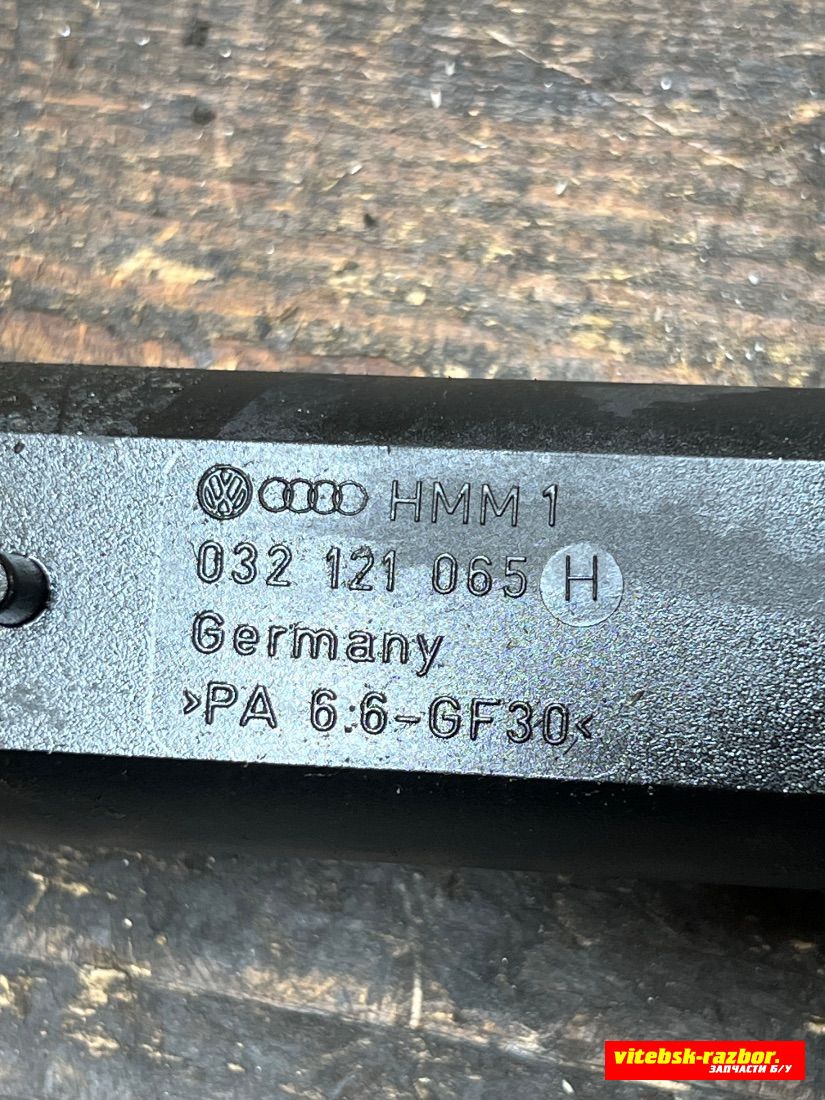 HMM 1
032 121 065 H
Germany
>PA 6.6-GF30<
vitebsk-razbor.
ЗАПЧАСТИ Б/У